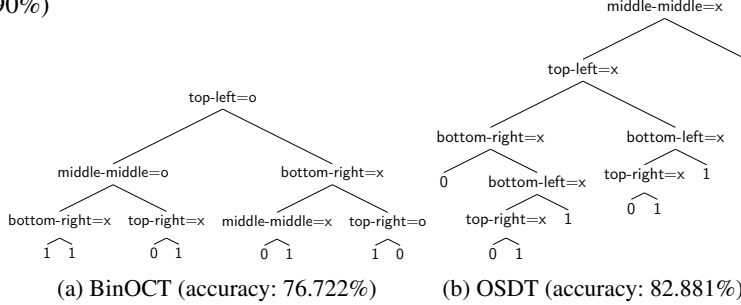 90%)
middle-middle=x
top-left=x
top-left=o
bottom-right=x bottom-left=x
middle-middle=o bottom-right=x
0 bottom-left=x top-right=x 1
bottom-right=x top-right=x middle-middle=x top-right=o
top-right=x 1 0 1
1 1 0 1 0 1 1 0
0 1
(a) BinOCT (accuracy: 76.722%) (b) OSDT (accuracy: 82.881%)